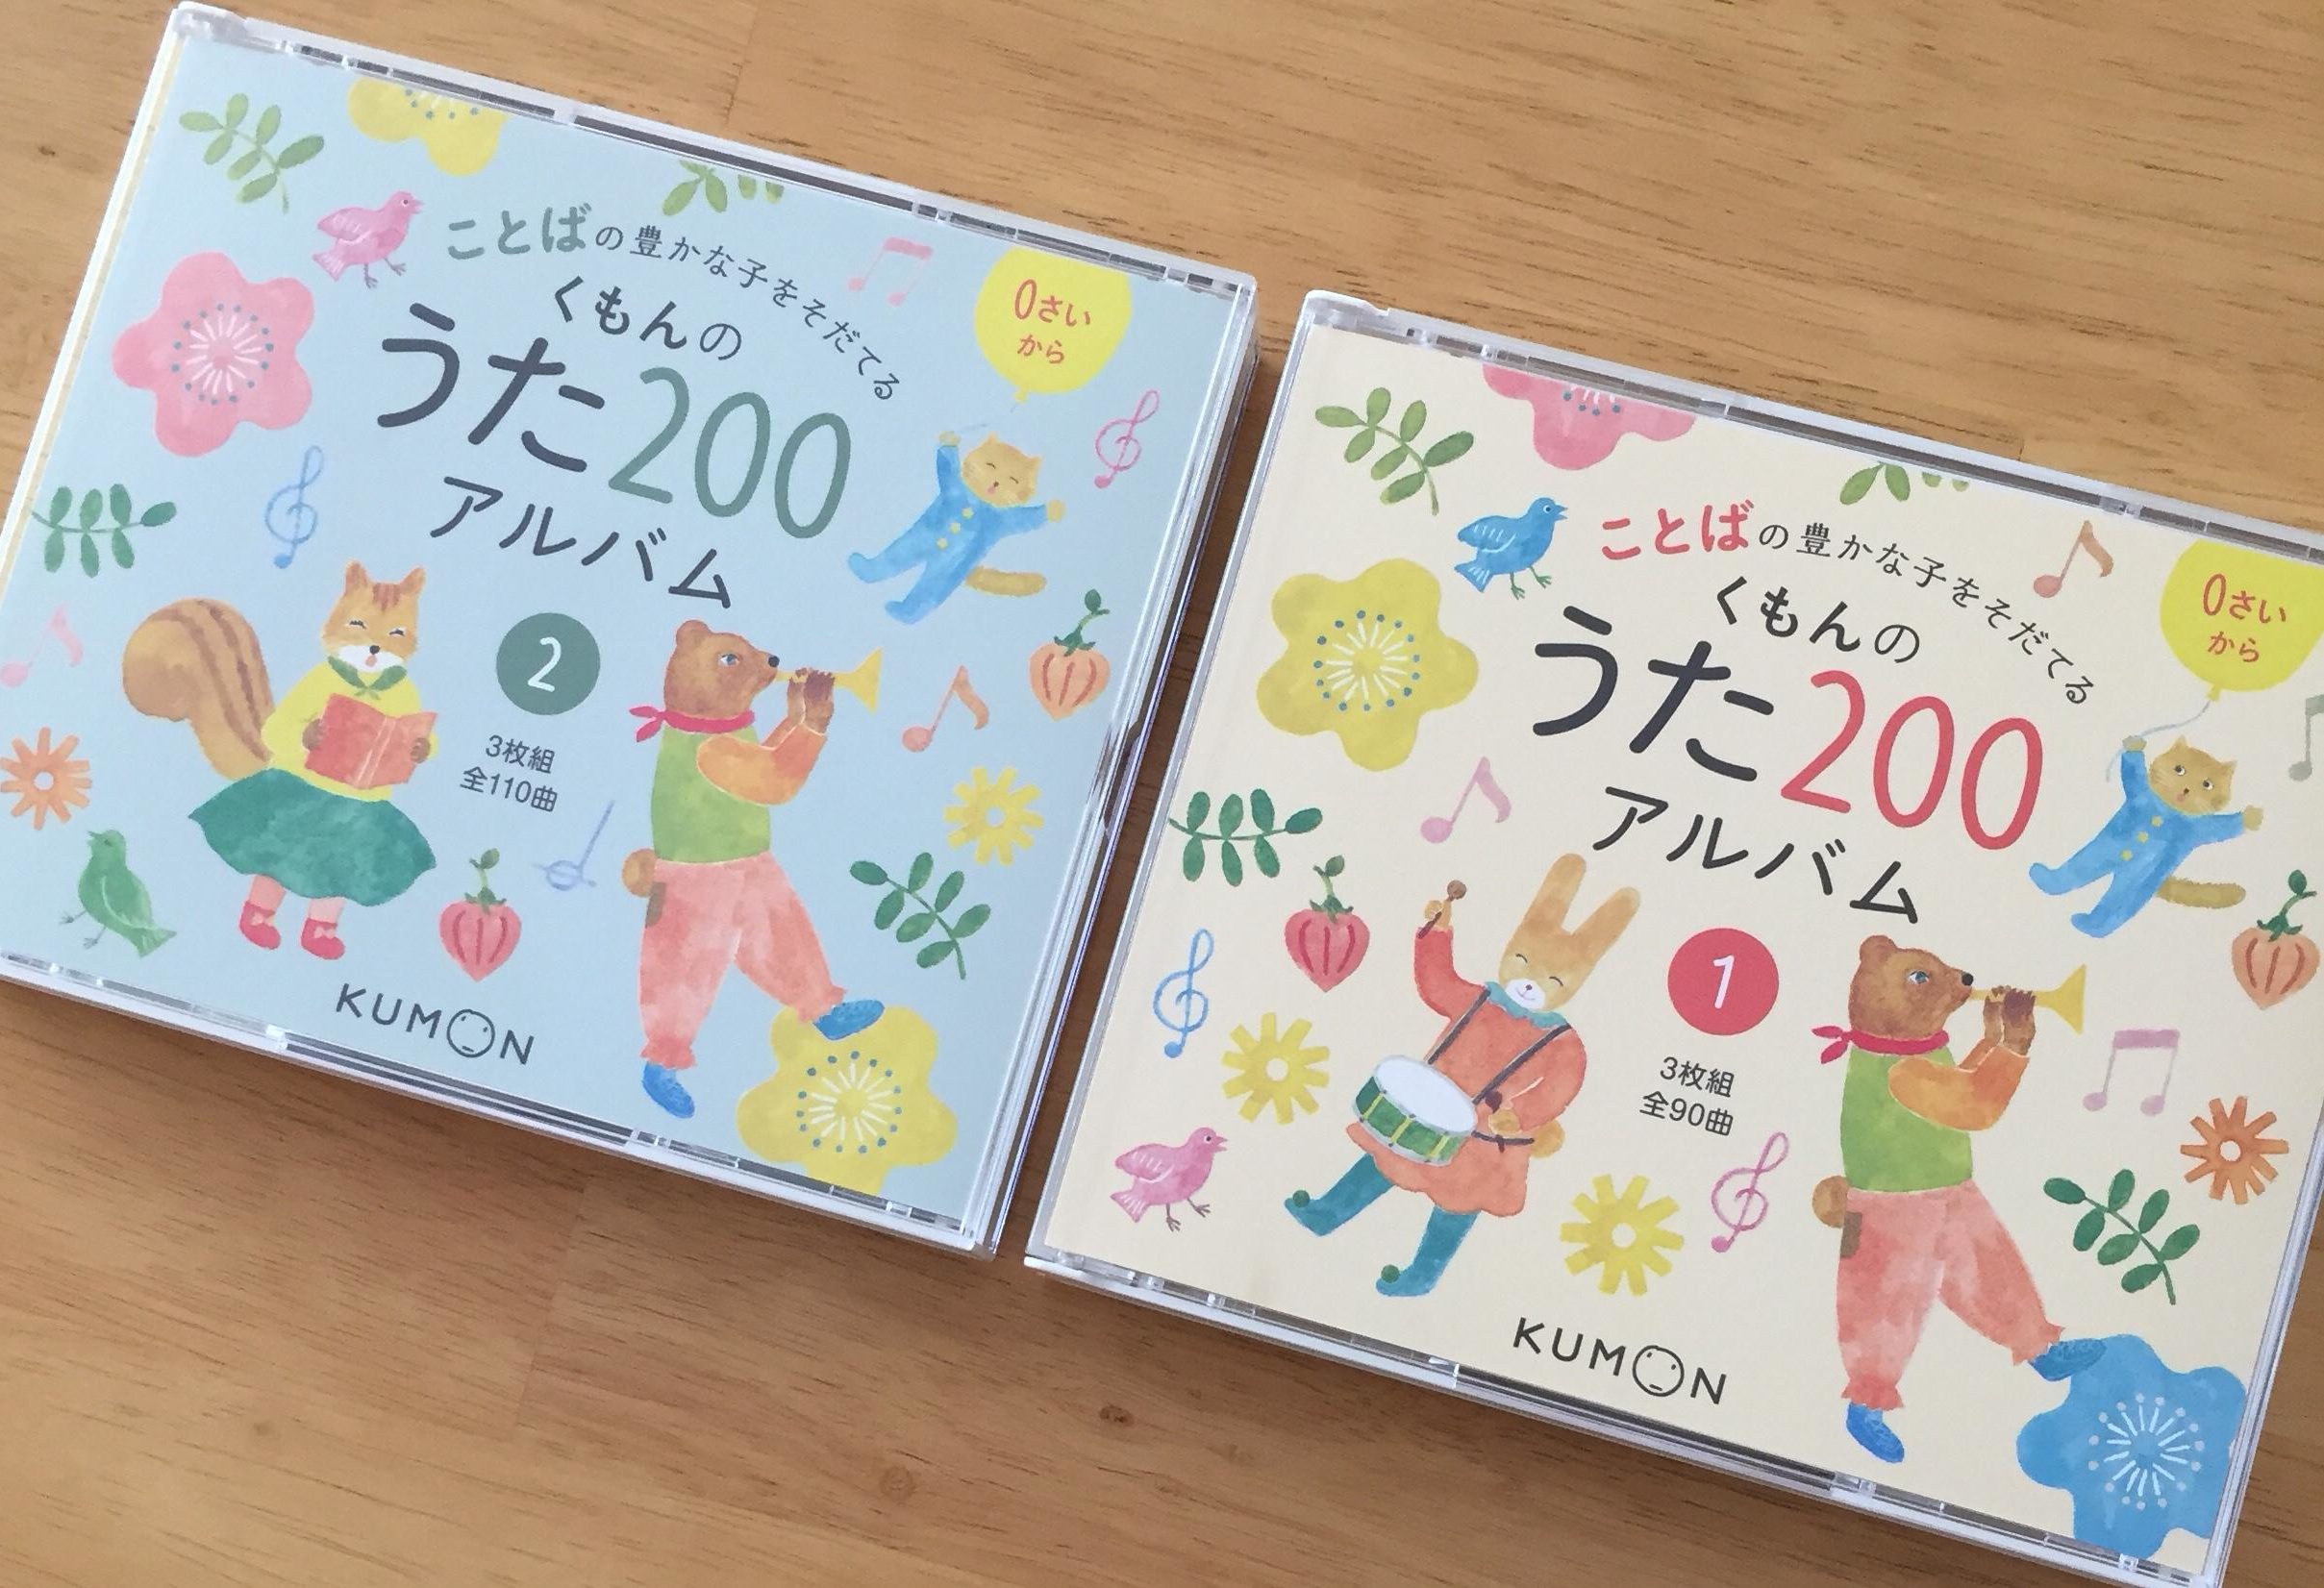 ことばの豊かな子をそだてる
くもんの
うた200
アルバム
0さい
から
2
3枚組
全110曲
KUMON
ことばの豊かな子をそだてる
くもんの
うた200
アルバム
0さい
から
1
3枚組
全90曲
KUMON